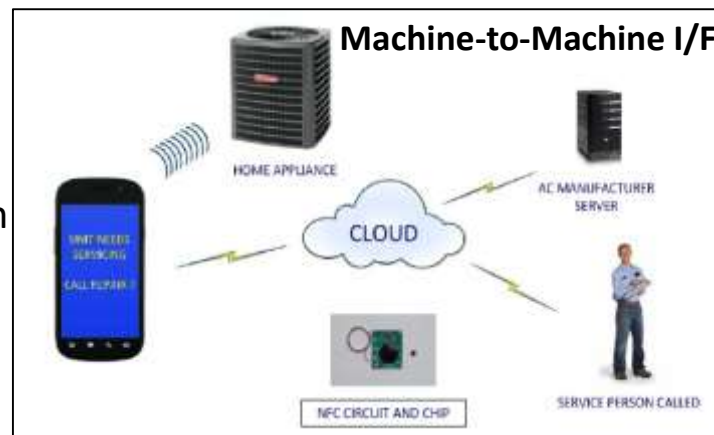 Machine-to-Machine I/F
HOME APPLIANCE
AC MANUFACTURER
SERVER
n
CLOUD
UNIT NEEDS
SERVICING
CALL REPAIR ?
NFC CIRCUIT AND CHIP
SERVICE PERSON CALLED